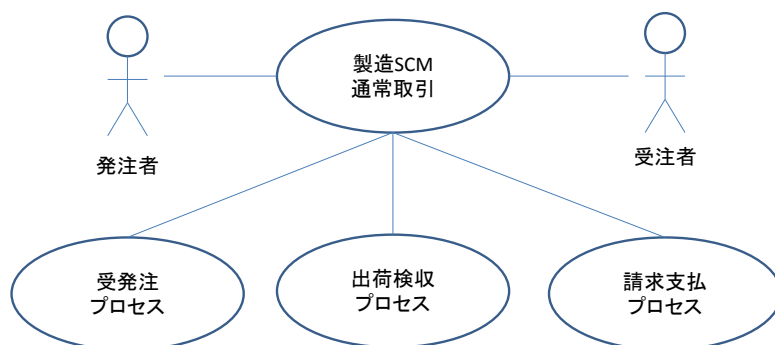 製造SCM
通常取引
発注者
受注者
受発注
プロセス
出荷検収
プロセス
請求支払
プロセス